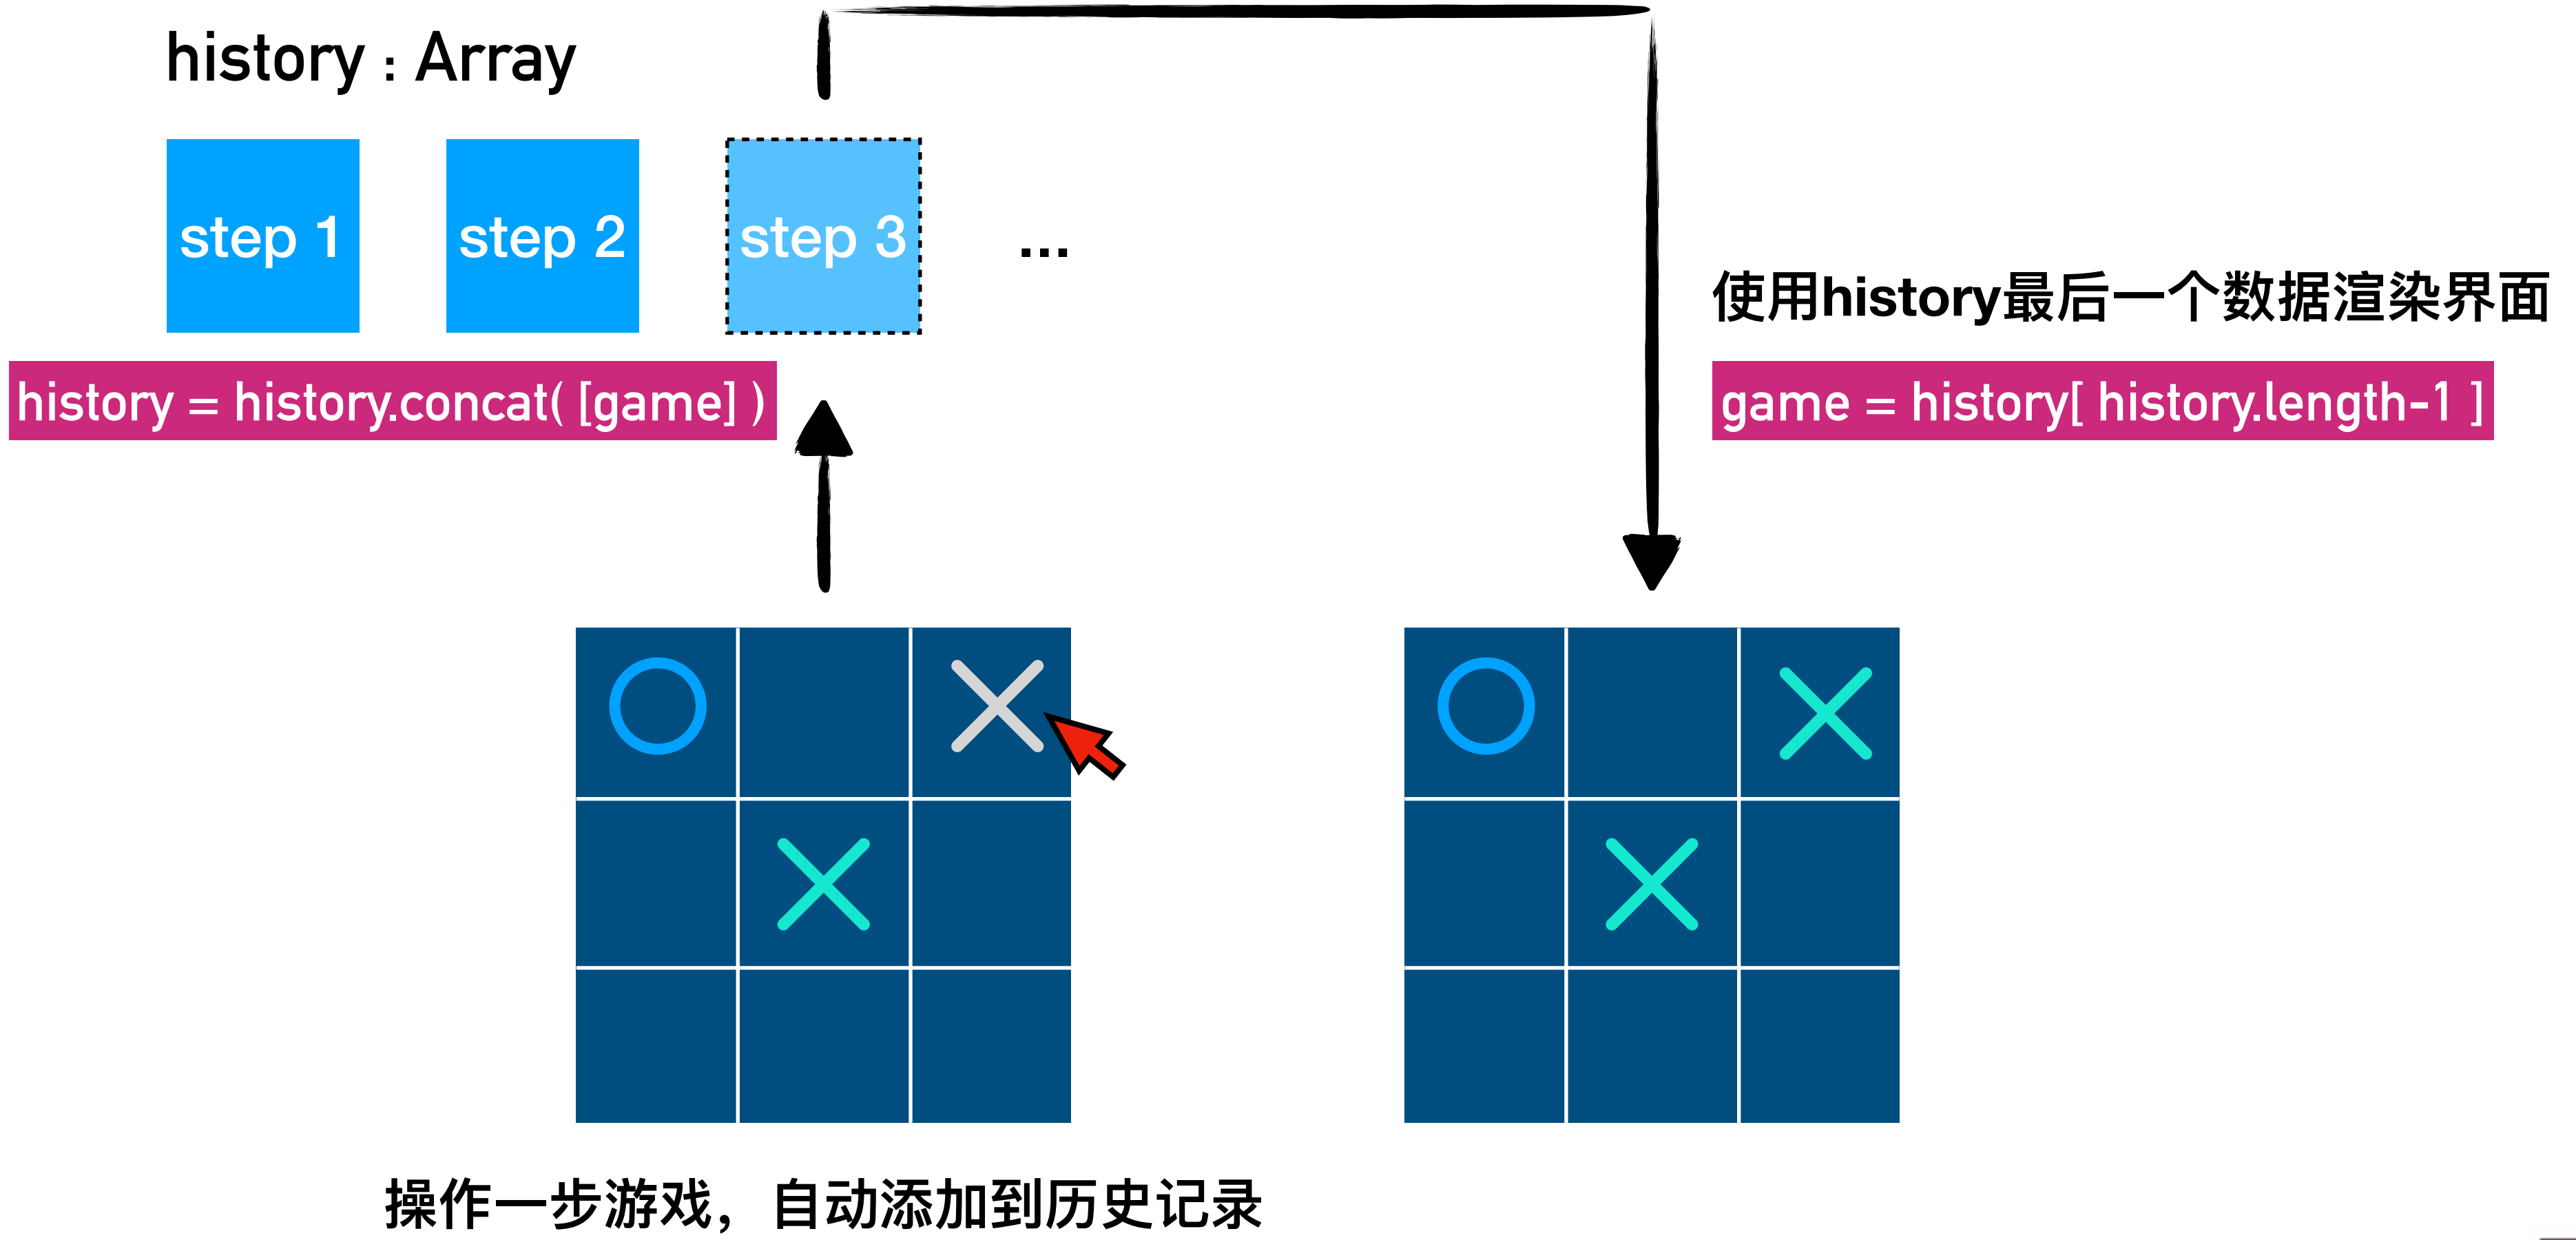 history : Array
step 1
step 2
step 3
...
使用history最后一个数据渲染界面
history = history.concat( [game] )
game = history[ history.length-1 ]
操作一步游戏，自动添加到历史记录